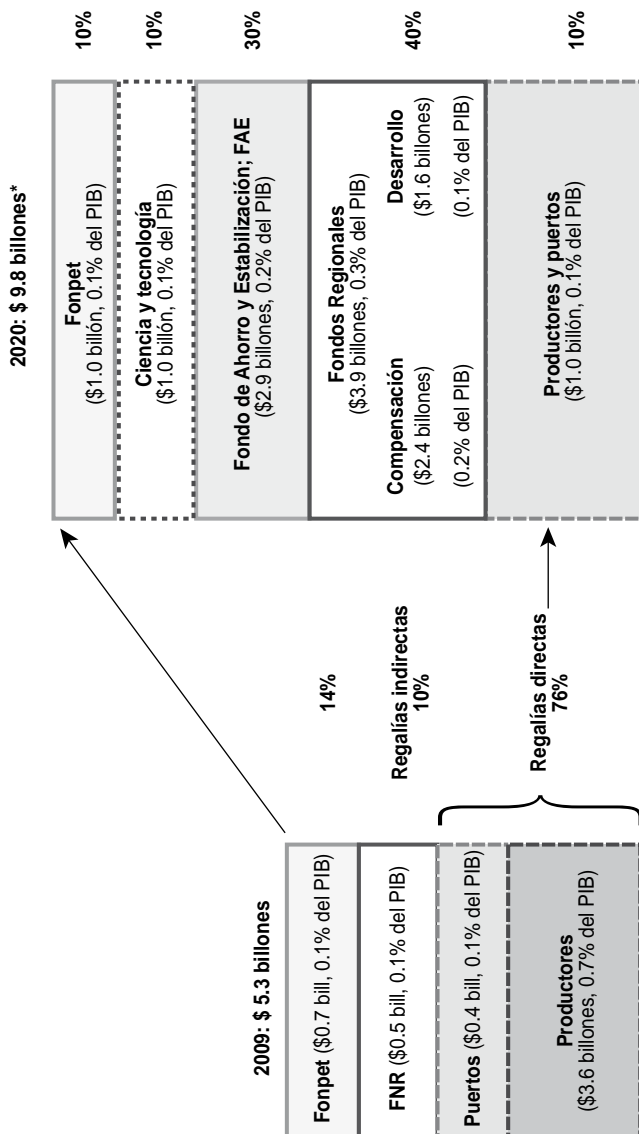 2009: $ 5.3 billones
Fonpet ($0.7 bill, 0.1% del PIB)
FNR ($0.5 bill, 0.1% del PIB)
Puertos ($0.4 bill, 0.1% del PIB)
Productores
($3.6 billones, 0.7% del PIB)
14%
Regalías indirectas
10%
Regalías directas
76%
2020: $ 9.8 billones*
Fonpet
($1.0 billón, 0.1% del PIB)
10%
Ciencia y tecnología
($1.0 billón, 0.1% del PIB)
10%
Fondo de Ahorro y Estabilización; FAE
($2.9 billones, 0.2% del PIB)
30%
Fondos Regionales
($3.9 billones, 0.3% del PIB)
40%
Compensación
($2.4 billones)
(0.2% del PIB)
Desarrollo
($1.6 billones)
(0.1% del PIB)
Productores y puertos
($1.0 billón, 0.1% del PIB)
10%